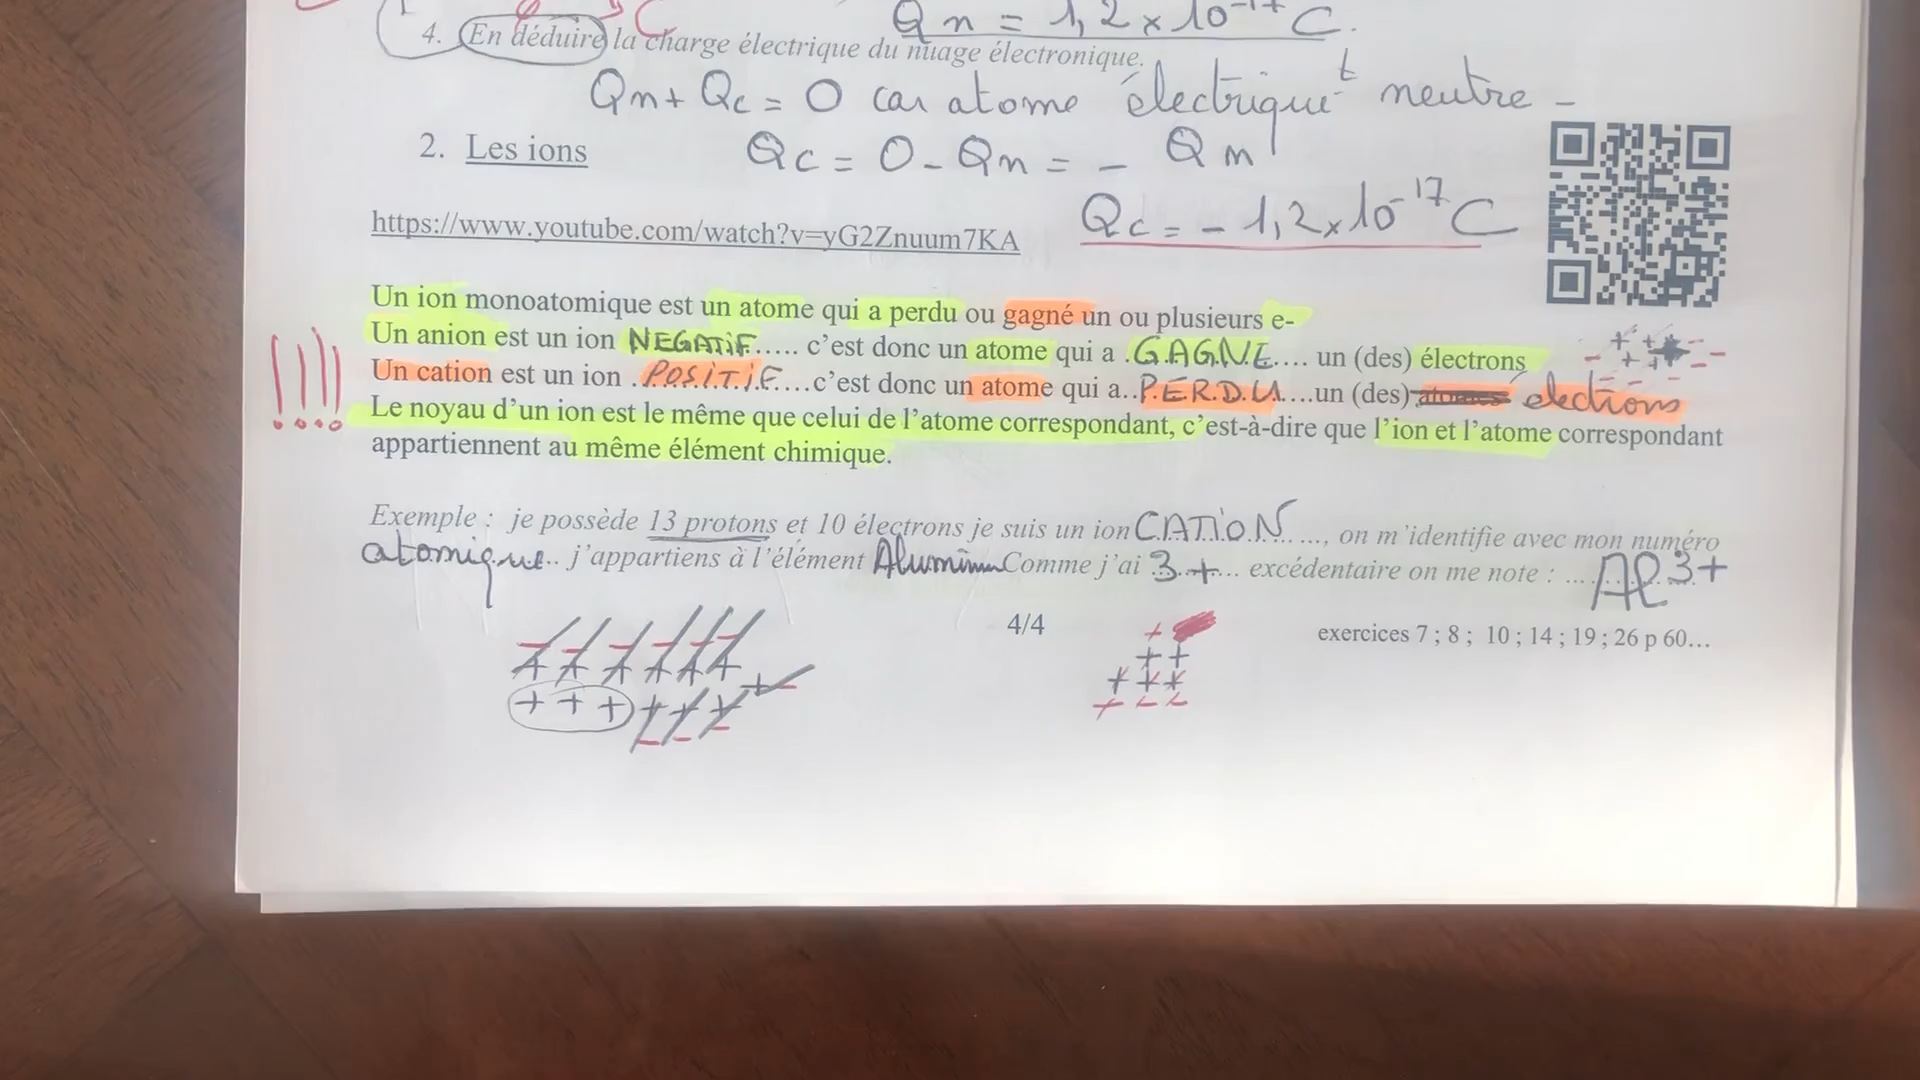 Qn = 1,2 x 10⁻¹⁷ C.
4. En déduire la charge électrique du nuage électronique.
Qn + Qc = 0 car atome électriquᵗ neutre -
2. Les ions
Qc = 0 - Qn = - Qn
https://www.youtube.com/watch?v=yG2Znuum7KA
Qc = - 1,2 x 10⁻¹⁷ C
Un ion monoatomique est un atome qui a perdu ou gagné un ou plusieurs e-
Un anion est un ion NEGATIF..... c'est donc un atome qui a .GAGNE.... un (des) électrons
!!!! Un cation est un ion .POSITIF....c'est donc un atome qui a..PERDU....un (des) électrons
Le noyau d'un ion est le même que celui de l'atome correspondant, c'est-à-dire que l'ion et l'atome correspondant
appartiennent au même élément chimique.
Exemple : je possède 13 protons et 10 électrons je suis un ion CATION......, on m'identifie avec mon numéro
atomique... j'appartiens à l'élément Aluminium Comme j'ai 3 +... excédentaire on me note : .... Al 3+
4/4
exercices 7 ; 8 ; 10 ; 14 ; 19 ; 26 p 60…
+ + +